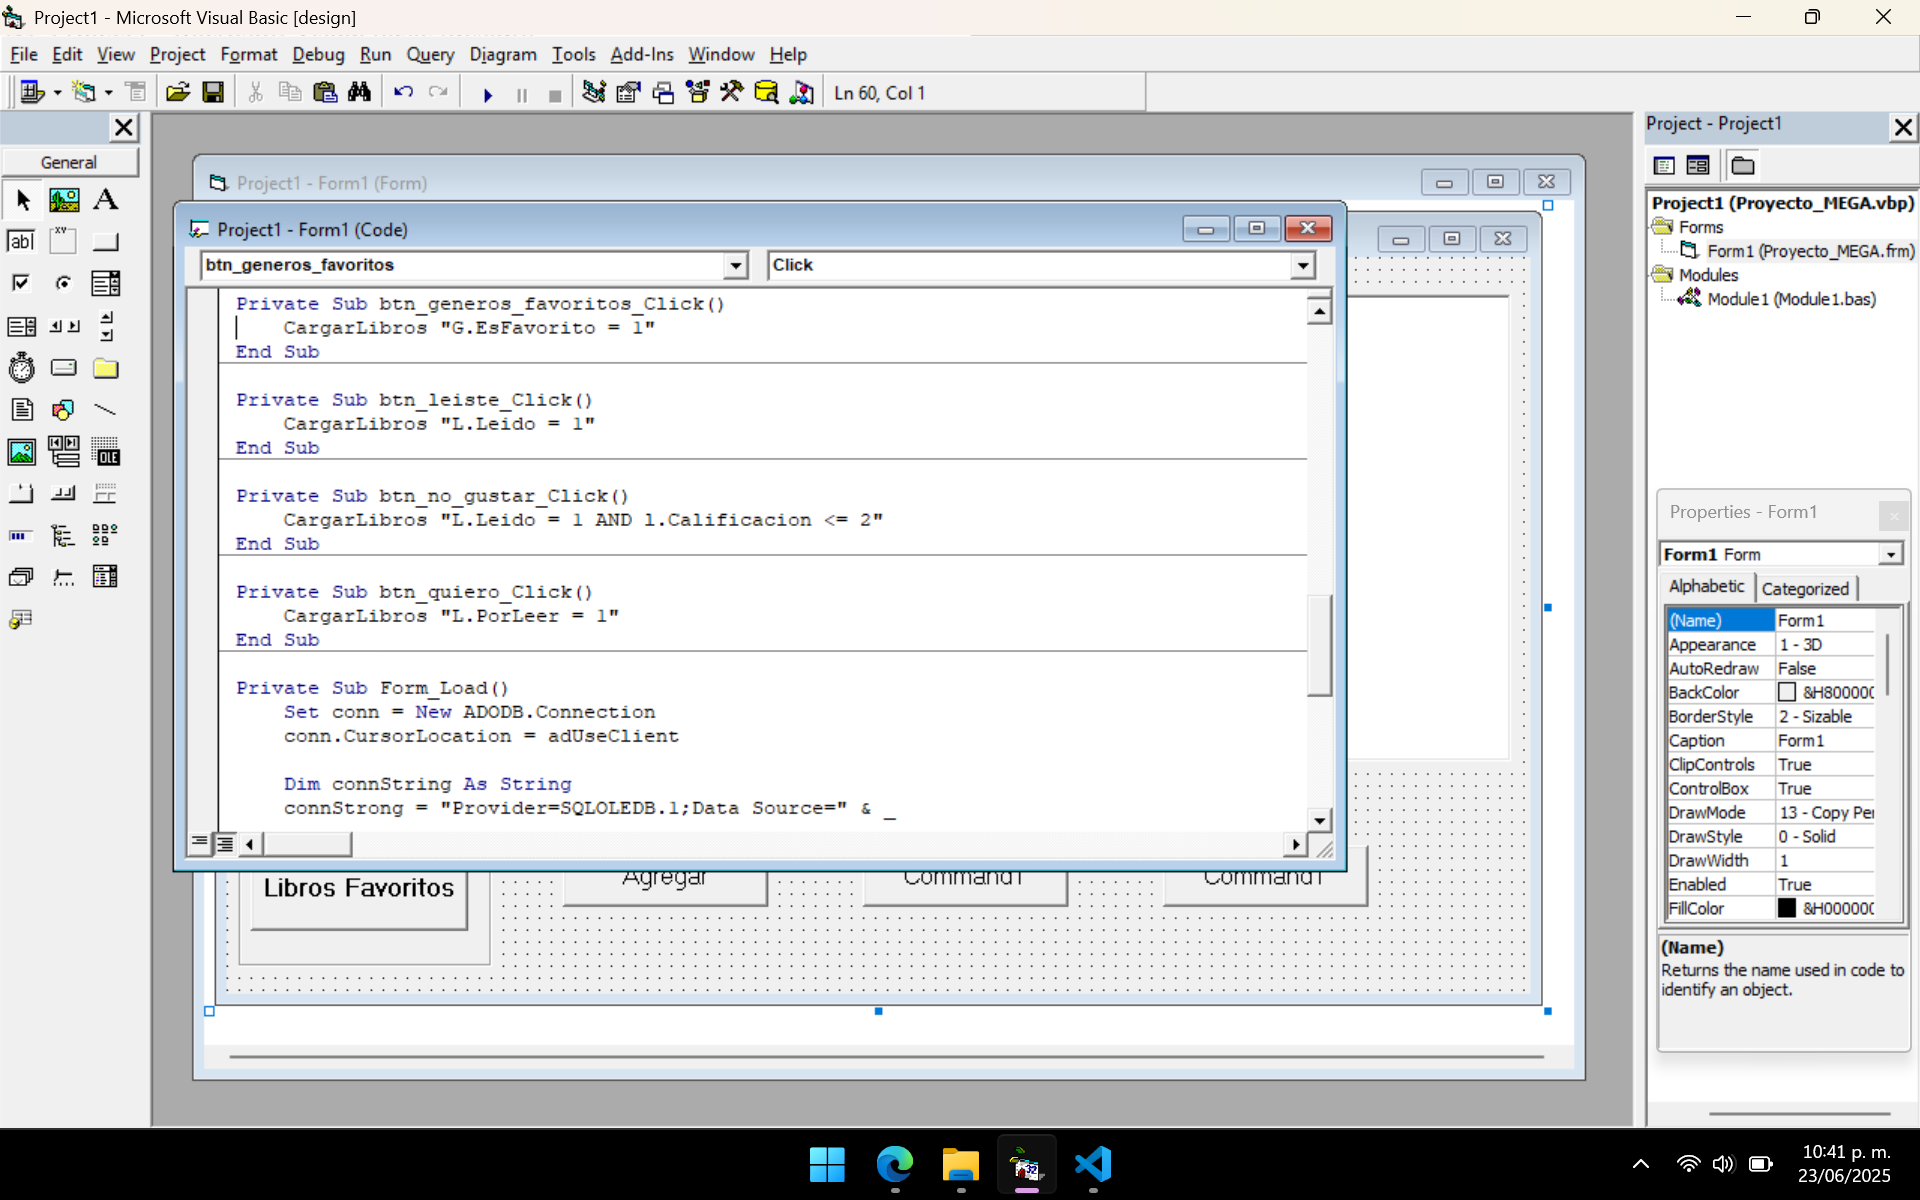 Project1 - Microsoft Visual Basic [design]
File Edit View Project Format Debug Run Query Diagram Tools Add-Ins Window Help
Ln 60, Col 1
General
A
abl
XY
OLE
Project1 - Form1 (Form)
Project1 - Form1 (Code)
btn_generos_favoritos
Click
Private Sub btn_generos_favoritos_Click()
CargarLibros "G.EsFavorito = 1"
End Sub
Private Sub btn_leiste_Click()
CargarLibros "L.Leido = 1"
End Sub
Private Sub btn_no_gustar_Click()
CargarLibros "L.Leido = 1 AND l.Calificacion <= 2"
End Sub
Private Sub btn_quiero_Click()
CargarLibros "L.PorLeer = 1"
End Sub
Private Sub Form_Load()
Set conn = New ADODB.Connection
conn.CursorLocation = adUseClient
Dim connString As String
connStrong = "Provider=SQLOLEDB.1;Data Source=" & _
Libros Favoritos
Agregar
Command1
Command1
Project - Project1
Project1 (Proyecto_MEGA.vbp)
Forms
Form1 (Proyecto_MEGA.frm)
Modules
Module1 (Module1.bas)
Properties - Form1
Form1 Form
Alphabetic Categorized
(Name) Form1
Appearance 1 - 3D
AutoRedraw False
BackColor &H800000
BorderStyle 2 - Sizable
Caption Form1
ClipControls True
ControlBox True
DrawMode 13 - Copy Pe
DrawStyle 0 - Solid
DrawWidth 1
Enabled True
FillColor &H000000
(Name)
Returns the name used in code to
identify an object.
10:41 p. m.
23/06/2025